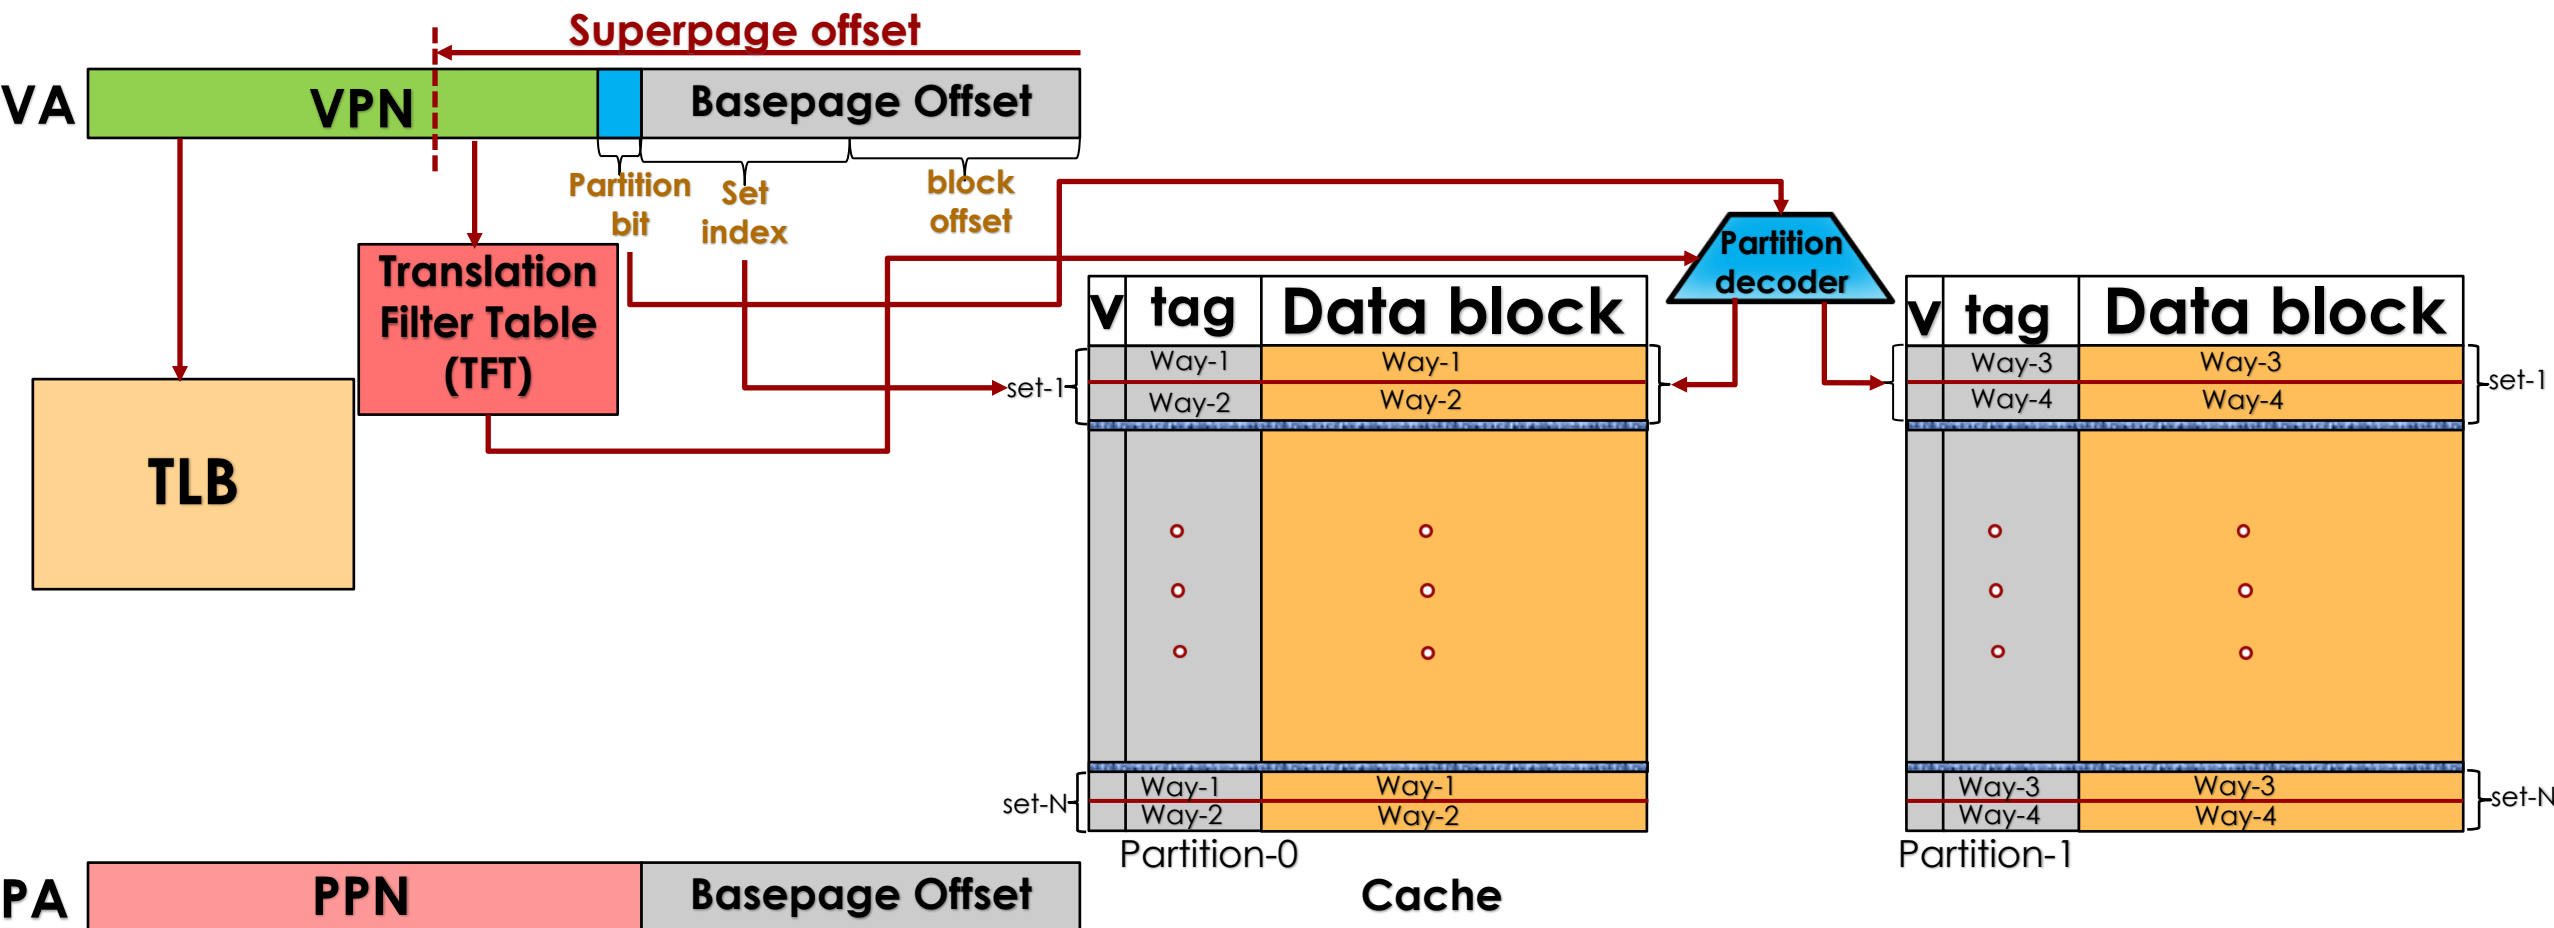 Superpage offset
VA
VPN
Basepage Offset
Partition
bit
Set
index
block
offset
Translation
Filter Table
(TFT)
TLB
Partition
decoder
v tag Data block
set-1
Way-1 Way-1
Way-2 Way-2
set-N
Way-1 Way-1
Way-2 Way-2
Partition-0
v tag Data block
Way-3 Way-3
set-1
Way-4 Way-4
Way-3 Way-3
set-N
Way-4 Way-4
Partition-1
Cache
PA
PPN
Basepage Offset